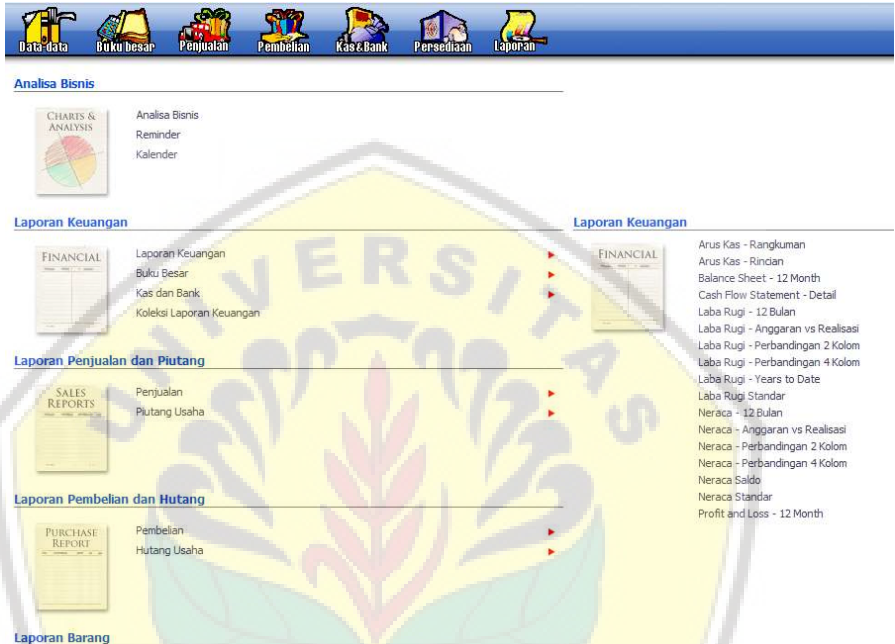 Data-data Buku besar Penjualan Pembelian Kas&Bank Persediaan Laporan
Analisa Bisnis
CHARTS &
ANALYSIS
Analisa Bisnis
Reminder
Kalender
Laporan Keuangan
FINANCIAL
Laporan Keuangan
Buku Besar
Kas dan Bank
Koleksi Laporan Keuangan
Laporan Penjualan dan Piutang
SALES
REPORTS
Penjualan
Piutang Usaha
Laporan Pembelian dan Hutang
PURCHASE
REPORT
Pembelian
Hutang Usaha
Laporan Barang
Laporan Keuangan
FINANCIAL
Arus Kas - Rangkuman
Arus Kas - Rincian
Balance Sheet - 12 Month
Cash Flow Statement - Detail
Laba Rugi - 12 Bulan
Laba Rugi - Anggaran vs Realisasi
Laba Rugi - Perbandingan 2 Kolom
Laba Rugi - Perbandingan 4 Kolom
Laba Rugi - Years to Date
Laba Rugi Standar
Neraca - 12 Bulan
Neraca - Anggaran vs Realisasi
Neraca - Perbandingan 2 Kolom
Neraca - Perbandingan 4 Kolom
Neraca Saldo
Neraca Standar
Profit and Loss - 12 Month
UNIVERSITAS